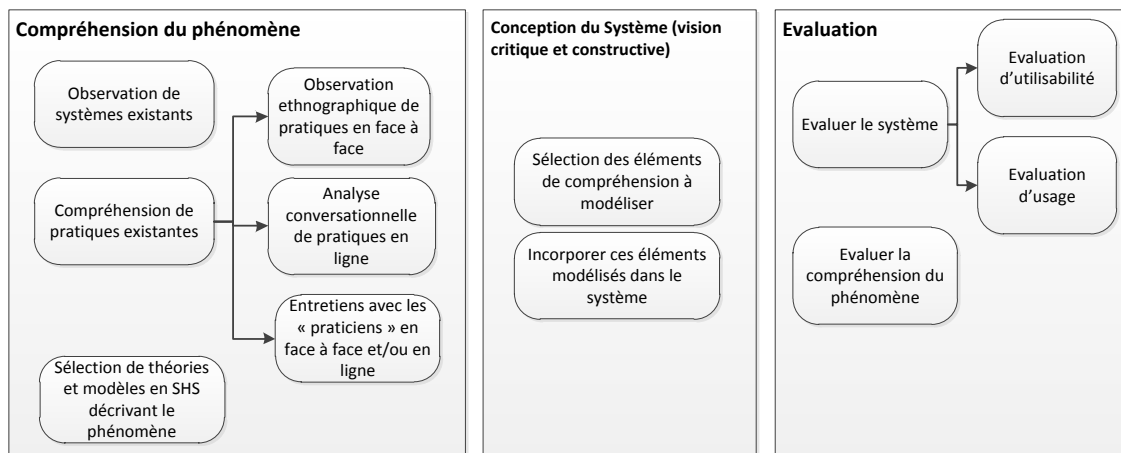 Compréhension du phénomène
Observation de
systèmes existants
Observation
ethnographique de
pratiques en face à
face
Compréhension de
pratiques existantes
Analyse
conversationnelle
de pratiques en
ligne
Entretiens avec les
« praticiens » en
face à face et/ou en
ligne
Sélection de théories
et modèles en SHS
décrivant le
phénomène
Conception du Système (vision
critique et constructive)
Sélection des éléments
de compréhension à
modéliser
Incorporer ces éléments
modélisés dans le
système
Evaluation
Evaluation
d’utilisabilité
Evaluer le système
Evaluation
d’usage
Evaluer la
compréhension du
phénomène